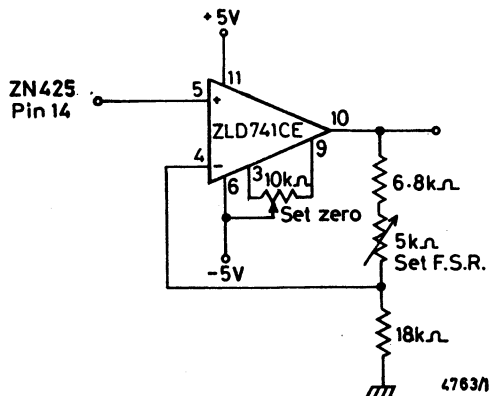 +5V
ZN425
Pin 14
5
11
+
ZLD741CE
10
4
-
9
6
3
10kΩ
Set zero
-5V
6.8kΩ
5kΩ
Set F.S.R.
18kΩ
4763/1